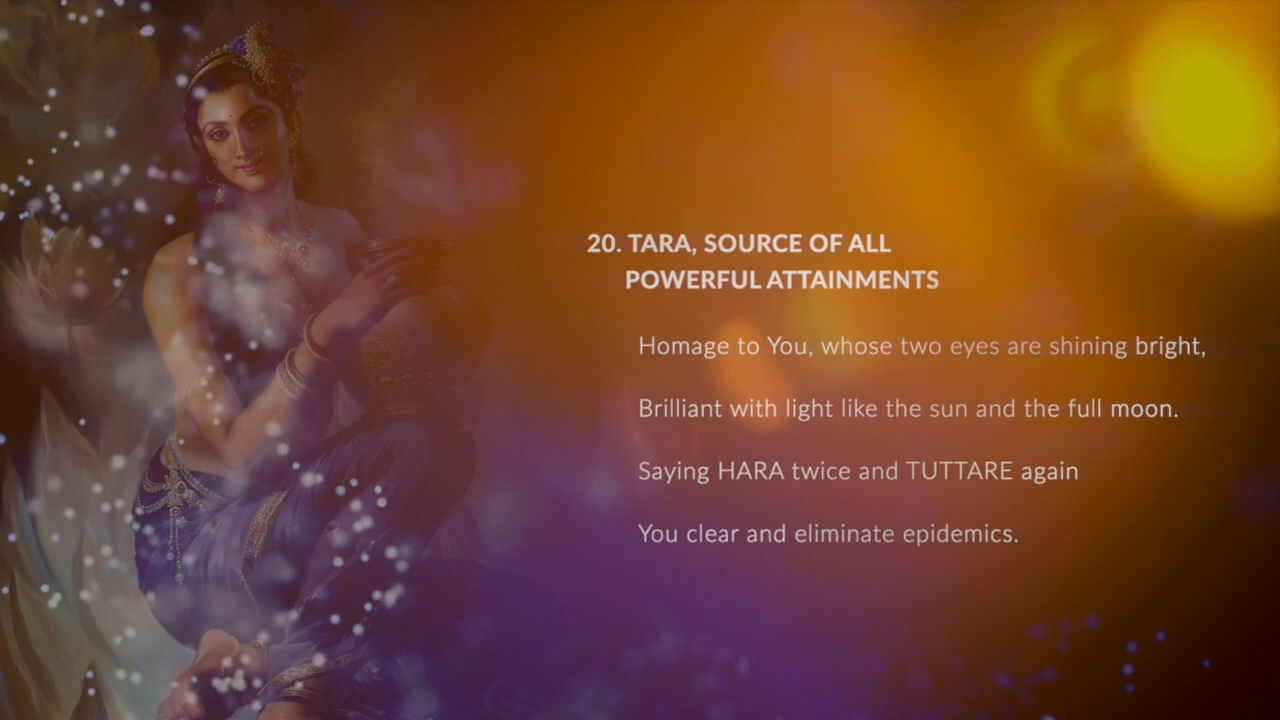 20. TARA, SOURCE OF ALL
POWERFUL ATTAINMENTS
Homage to You, whose two eyes are shining bright,
Brilliant with light like the sun and the full moon.
Saying HARA twice and TUTTARE again
You clear and eliminate epidemics.